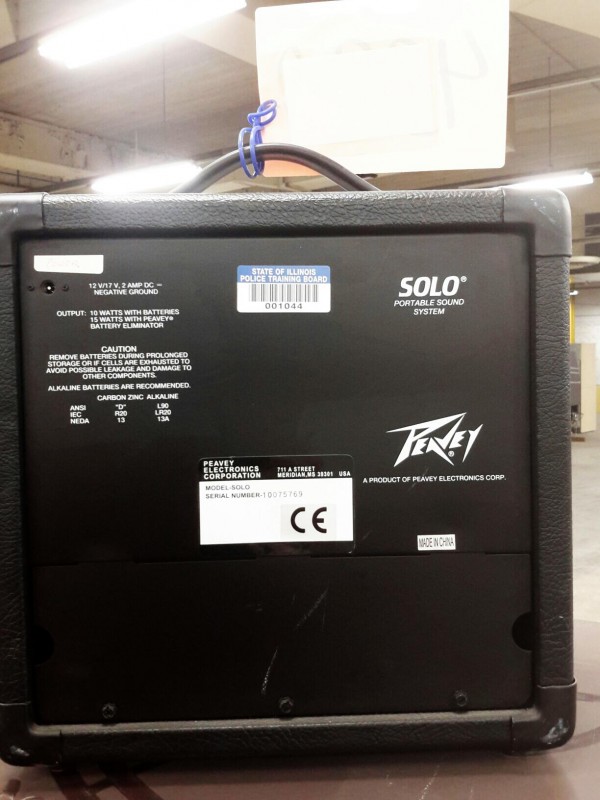 STATE OF ILLINOIS
POLICE TRAINING BOARD
001044
SOLO®
PORTABLE SOUND
SYSTEM
12 V/17 V, 2 AMP DC
NEGATIVE GROUND
OUTPUT: 10 WATTS WITH BATTERIES
15 WATTS WITH PEAVEY®
BATTERY ELIMINATOR
CAUTION
REMOVE BATTERIES DURING PROLONGED
STORAGE OR IF CELLS ARE EXHAUSTED TO
AVOID POSSIBLE LEAKAGE AND DAMAGE TO
OTHER COMPONENTS.
ALKALINE BATTERIES ARE RECOMMENDED.
CARBON ZINC ALKALINE
ANSI "D" L90
IEC R20 LR20
NEDA 13 13A
PEAVEY®
A PRODUCT OF PEAVEY ELECTRONICS CORP.
PEAVEY
ELECTRONICS 711 A STREET
CORPORATION MERIDIAN, MS 39301 USA
MODEL-SOLO
SERIAL NUMBER-10075769
CE
MADE IN CHINA